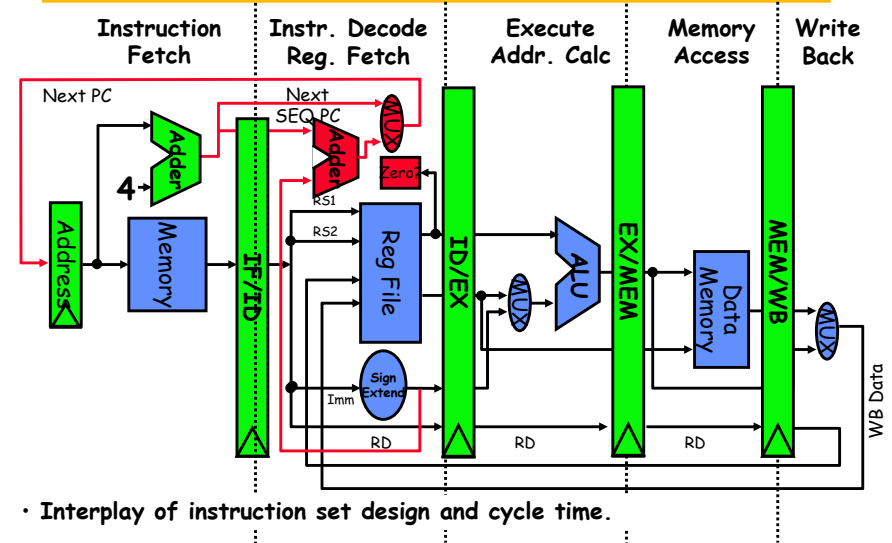 Instruction
Fetch
Instr. Decode
Reg. Fetch
Execute
Addr. Calc
Memory
Access
Write
Back
Next PC
Next
SEQ PC
MUX
Adder
Adder
Zero?
4
RS1
RS2
Address
Memory
IF/ID
Reg File
ID/EX
MUX
ALU
EX/MEM
Data
Memory
MEM/WB
MUX
Sign
Extend
Imm
RD
RD
RD
WB Data
· Interplay of instruction set design and cycle time.